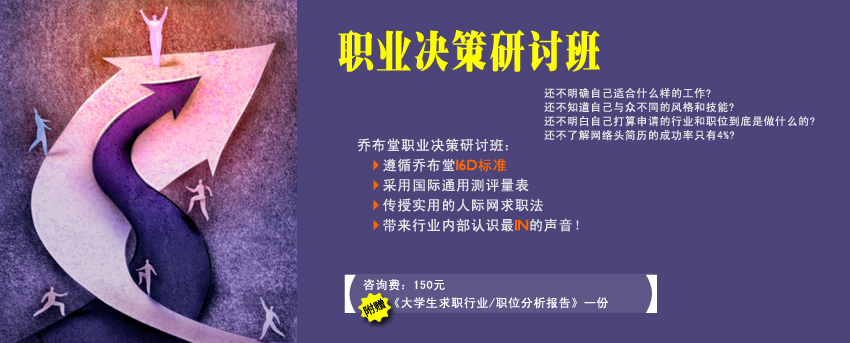 职业决策研讨班
还不明确自己适合什么样的工作?
还不知道自己与众不同的风格和技能?
还不明白自己打算申请的行业和职位到底是做什么的?
还不了解网络头简历的成功率只有4%?
乔布堂职业决策研讨班：
遵循乔布堂16D标准
采用国际通用测评量表
传授实用的人际网求职法
带来行业内部认识最IN的声音！
咨询费：150元
附赠《大学生求职行业/职位分析报告》一份